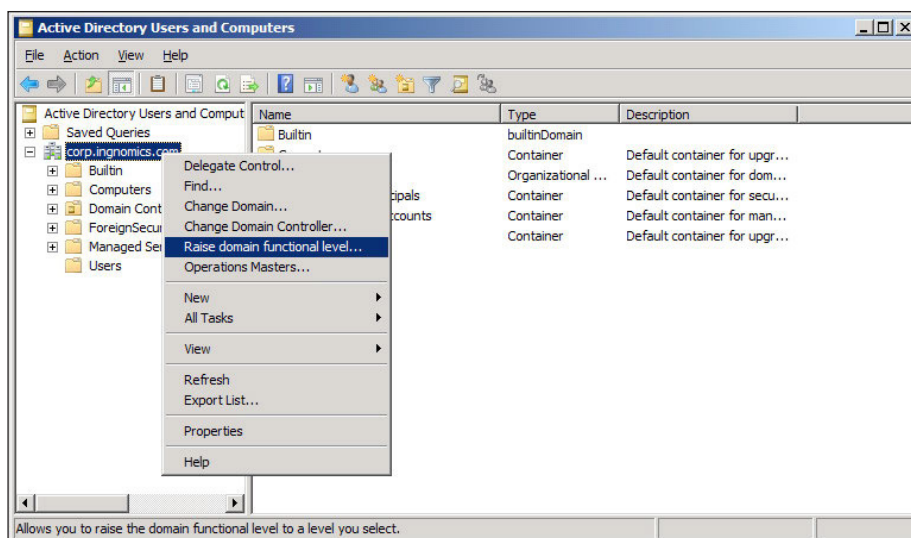 Active Directory Users and Computers
File Action View Help
Active Directory Users and Comput
Saved Queries
corp.ingnomics.com
Builtin
Computers
Domain Cont
ForeignSecur
Managed Ser
Users
Name Type Description
Builtin builtinDomain
Container Default container for upgr...
Organizational ... Default container for dom...
cipals Container Default container for secu...
ccounts Container Default container for man...
Container Default container for upgr...
Delegate Control...
Find...
Change Domain...
Change Domain Controller...
Raise domain functional level...
Operations Masters...
New
All Tasks
View
Refresh
Export List...
Properties
Help
Allows you to raise the domain functional level to a level you select.